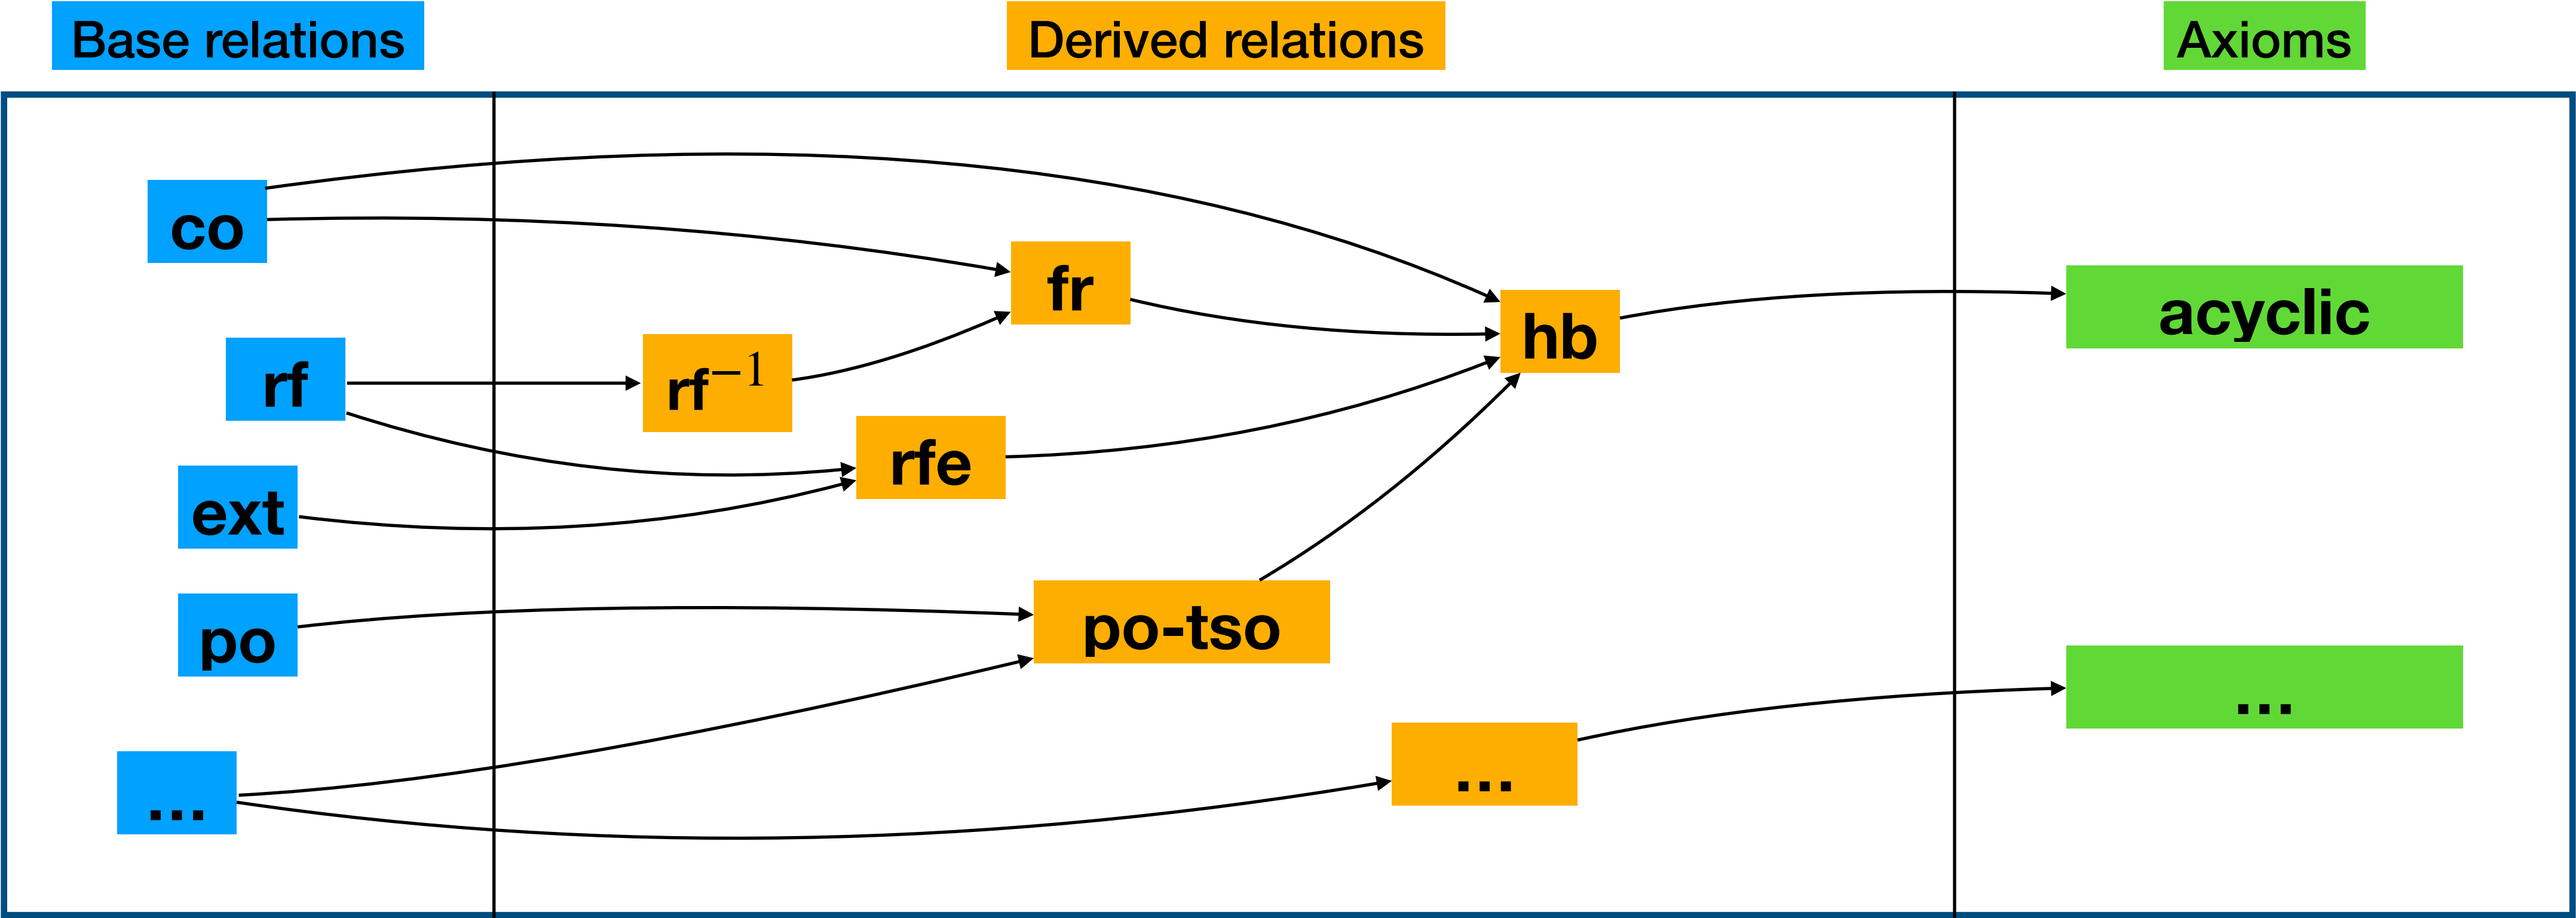 Base relations
Derived relations
Axioms
co
fr
hb
acyclic
rf
rf⁻¹
rfe
ext
po
po-tso
...
...
...